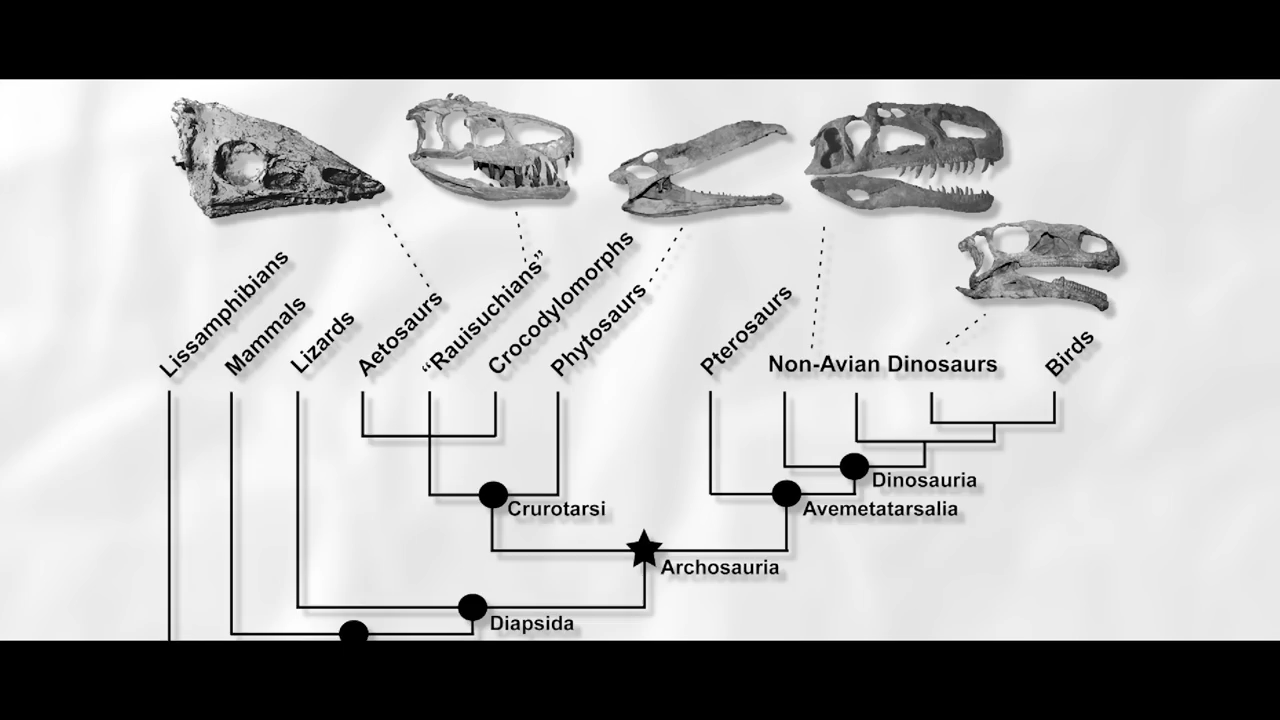 Lissamphibians
Mammals
Lizards
Aetosaurs
“Rauisuchians”
Crocodylomorphs
Phytosaurs
Pterosaurs
Non-Avian Dinosaurs
Birds
Dinosauria
Crurotarsi
Avemetatarsalia
Archosauria
Diapsida